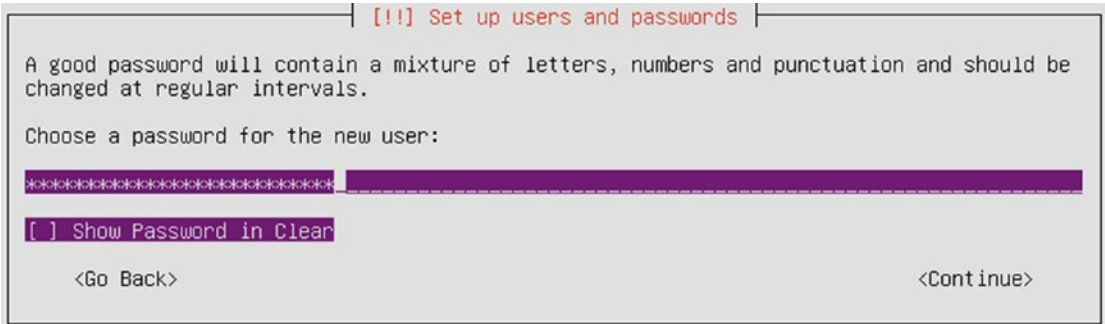 [!!] Set up users and passwords
A good password will contain a mixture of letters, numbers and punctuation and should be
changed at regular intervals.
Choose a password for the new user:
**************************
[ ] Show Password in Clear
<Go Back> <Continue>